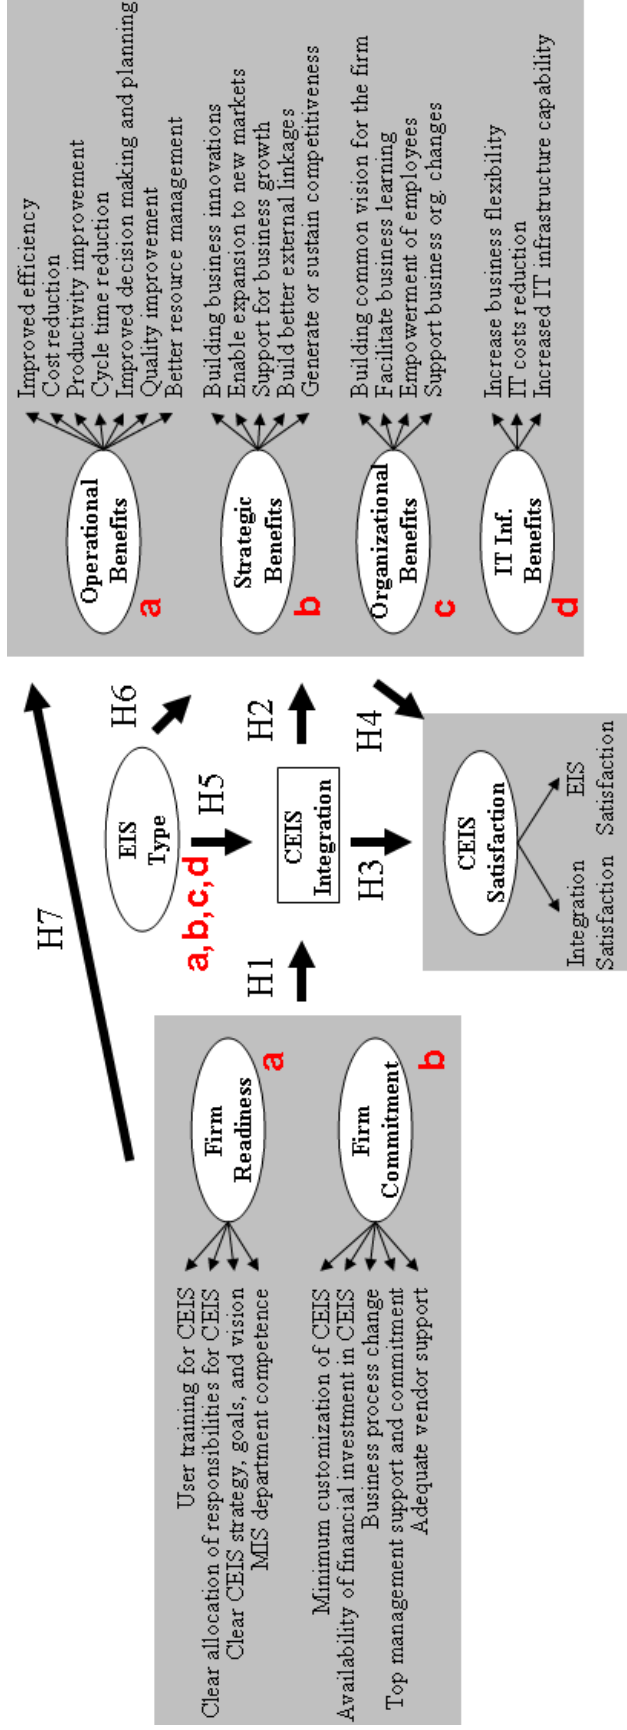 User training for CEIS
Clear allocation of responsibilities for CEIS
Clear CEIS strategy, goals, and vision
MIS department competence
Minimum customization of CEIS
Availability of financial investment in CEIS
Business process change
Top management support and commitment
Adequate vendor support
Firm
Readiness
a
Firm
Commitment
b
H7
H1
EIS
Type
a,b,c,d
H6
H5
CEIS
Integration
H2
H3
H4
CEIS
Satisfaction
Integration
Satisfaction
EIS
Satisfaction
Operational
Benefits
a
Improved efficiency
Cost reduction
Productivity improvement
Cycle time reduction
Improved decision making and planning
Quality improvement
Better resource management
Strategic
Benefits
b
Building business innovations
Enable expansion to new markets
Support for business growth
Build better external linkages
Generate or sustain competitiveness
Organizational
Benefits
c
Building common vision for the firm
Facilitate business learning
Empowerment of employees
Support business org. changes
IT Inf.
Benefits
d
Increase business flexibility
IT costs reduction
Increased IT infrastructure capability